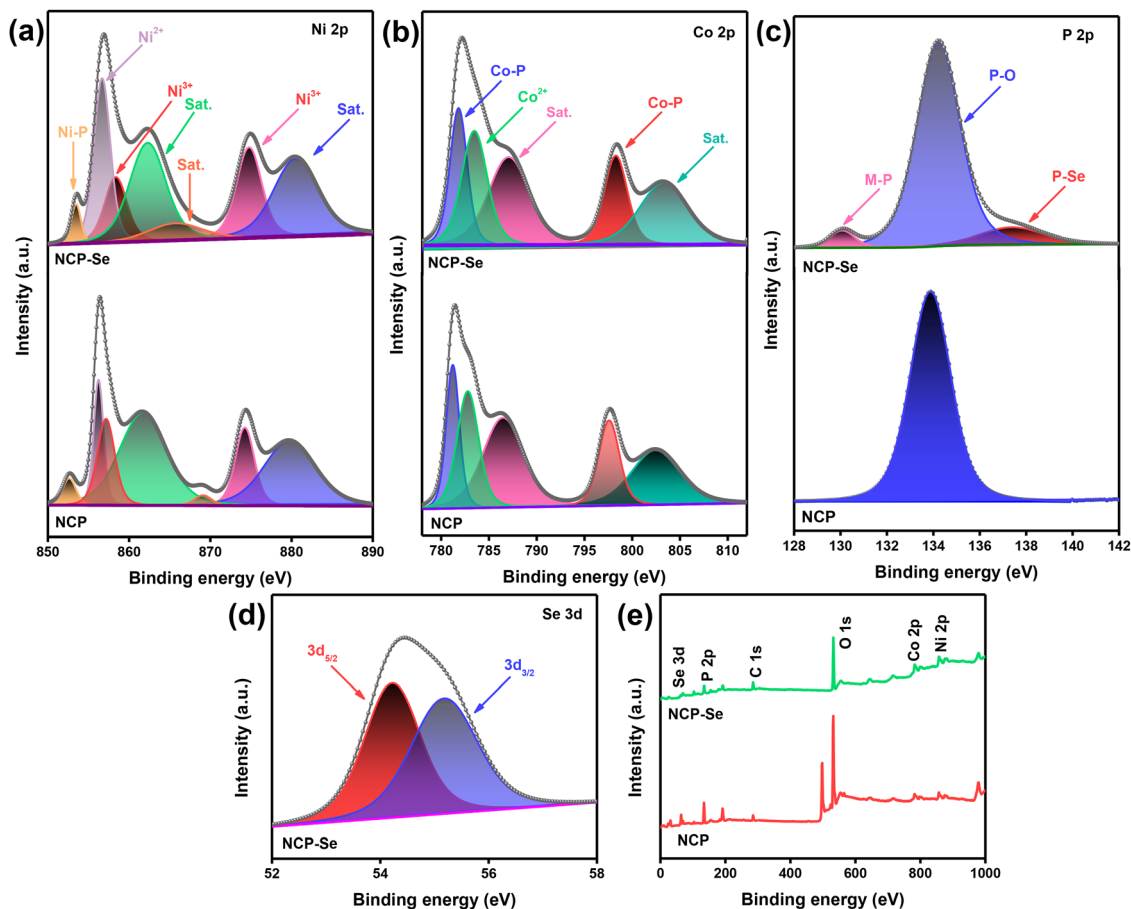 (a)
Ni 2p
Ni²⁺
Ni³⁺
Sat.
Ni-P
Sat.
Ni³⁺
Sat.
NCP-Se
NCP
Intensity (a.u.)
850 860 870 880 890
Binding energy (eV)
(b)
Co 2p
Co-P
Co²⁺
Sat.
Co-P
Sat.
NCP-Se
NCP
Intensity (a.u.)
780 785 790 795 800 805 810
Binding energy (eV)
(c)
P 2p
P-O
M-P
P-Se
NCP-Se
NCP
Intensity (a.u.)
128 130 132 134 136 138 140 142
Binding energy (eV)
(d)
Se 3d
3d₅/₂
3d₃/₂
NCP-Se
Intensity (a.u.)
52 54 56 58
Binding energy (eV)
(e)
Se 3d
P 2p
C 1s
O 1s
Co 2p
Ni 2p
NCP-Se
NCP
Intensity (a.u.)
0 200 400 600 800 1000
Binding energy (eV)